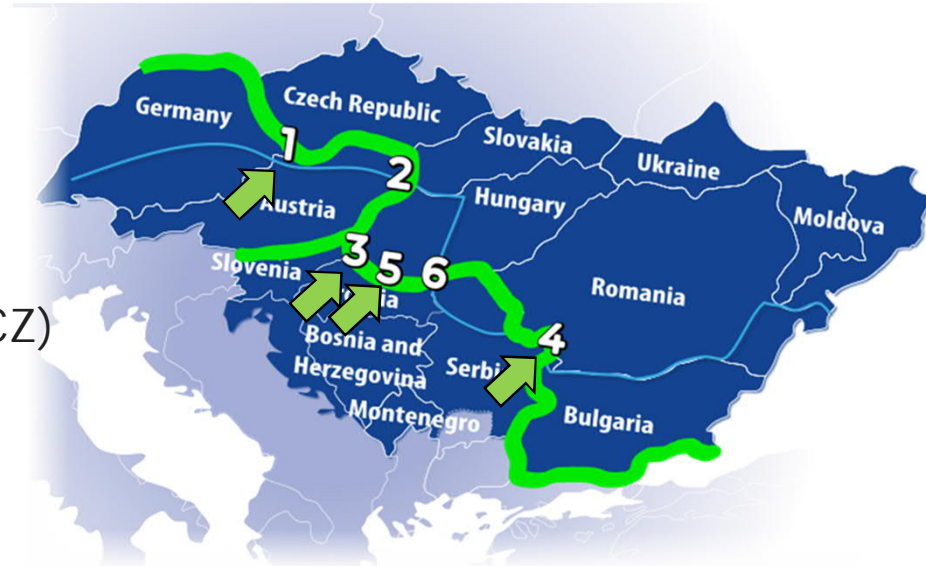 Czech Republic
Germany
1
Slovakia
Ukraine
2
Hungary
Austria
Moldova
3
Slovenia
5
6
Romania
CZ)
4
Bosnia and
Herzegovina
Montenegro
Bulgaria